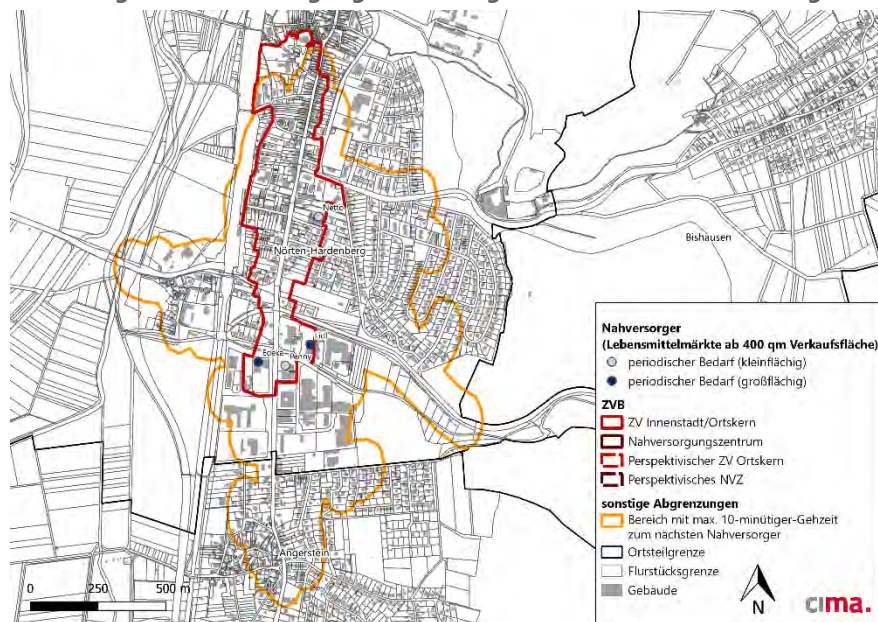 Netto
Nörten-Hardenberg
Bishausen
Lidl
Edeka
Penny
Angerstein
0 250 500 m
Nahversorger
(Lebensmittelmärkte ab 400 qm Verkaufsfläche)
periodischer Bedarf (kleinflächig)
periodischer Bedarf (großflächig)
ZVB
ZV Innenstadt/Ortskern
Nahversorgungszentrum
Perspektivischer ZV Ortskern
Perspektivisches NVZ
sonstige Abgrenzungen
Bereich mit max. 10-minütiger-Gehzeit
zum nächsten Nahversorger
Ortsteilgrenze
Flurstücksgrenze
Gebäude
N
cima.